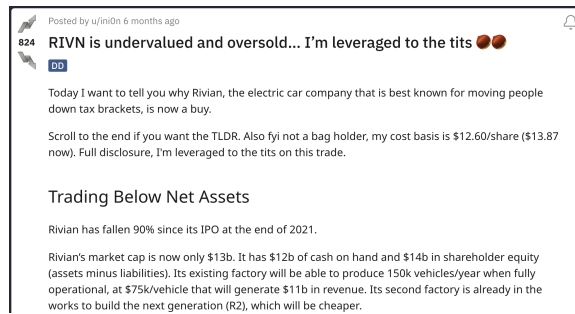 Posted by u/ini0n 6 months ago
824
RIVN is undervalued and oversold... I’m leveraged to the tits
DD
Today I want to tell you why Rivian, the electric car company that is best known for moving people
down tax brackets, is now a buy.
Scroll to the end if you want the TLDR. Also fyi not a bag holder, my cost basis is $12.60/share ($13.87
now). Full disclosure, I'm leveraged to the tits on this trade.
Trading Below Net Assets
Rivian has fallen 90% since its IPO at the end of 2021.
Rivian’s market cap is now only $13b. It has $12b of cash on hand and $14b in shareholder equity
(assets minus liabilities). Its existing factory will be able to produce 150k vehicles/year when fully
operational, at $75k/vehicle that will generate $11b in revenue. Its second factory is already in the
works to build the next generation (R2), which will be cheaper.